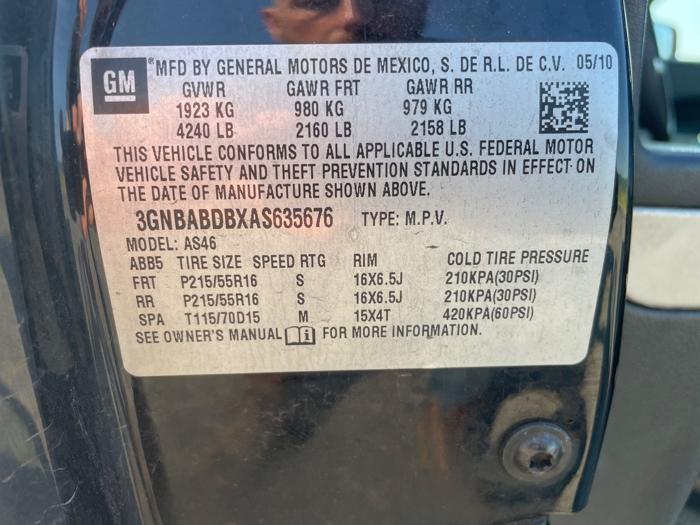 GM ®MFD BY GENERAL MOTORS DE MEXICO, S. DE R.L. DE C.V. 05/10
GVWR GAWR FRT GAWR RR
1923 KG 980 KG 979 KG
4240 LB 2160 LB 2158 LB
THIS VEHICLE CONFORMS TO ALL APPLICABLE U.S. FEDERAL MOTOR
VEHICLE SAFETY AND THEFT PREVENTION STANDARDS IN EFFECT ON
THE DATE OF MANUFACTURE SHOWN ABOVE.
3GNBABDBXAS635676 TYPE: M.P.V.
MODEL: AS46
ABB5 TIRE SIZE SPEED RTG RIM COLD TIRE PRESSURE
FRT P215/55R16 S 16X6.5J 210KPA(30PSI)
RR P215/55R16 S 16X6.5J 210KPA(30PSI)
SPA T115/70D15 M 15X4T 420KPA(60PSI)
SEE OWNER'S MANUAL FOR MORE INFORMATION.